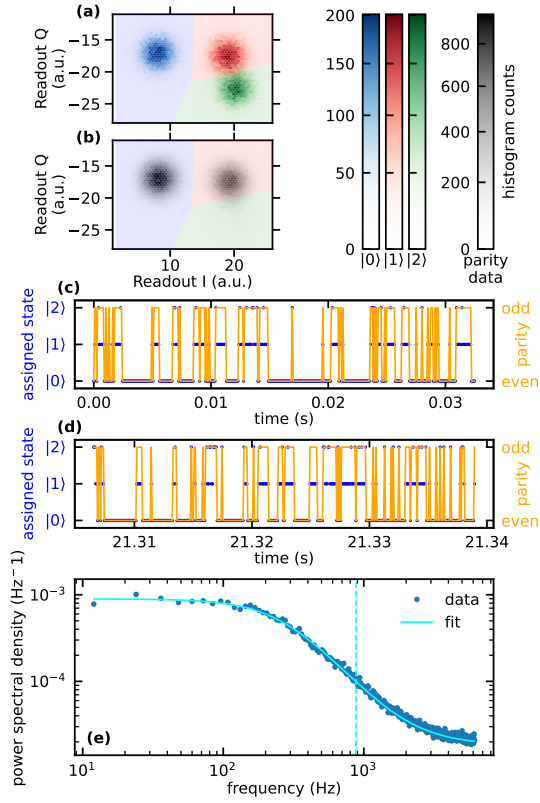 (a)
Readout Q
(a.u.)
−15
−20
−25
(b)
Readout Q
(a.u.)
−15
−20
−25
10
20
Readout I (a.u.)
200
150
100
50
0
|0⟩
|1⟩
|2⟩
800
600
400
200
0
histogram counts
parity
data
(c)
assigned state
|2⟩
|1⟩
|0⟩
odd
parity
even
0.00
0.01
0.02
0.03
time (s)
(d)
assigned state
|2⟩
|1⟩
|0⟩
odd
parity
even
21.31
21.32
21.33
21.34
time (s)
power spectral density (Hz⁻¹)
10⁻³
10⁻⁴
data
fit
(e)
10¹
10²
10³
frequency (Hz)